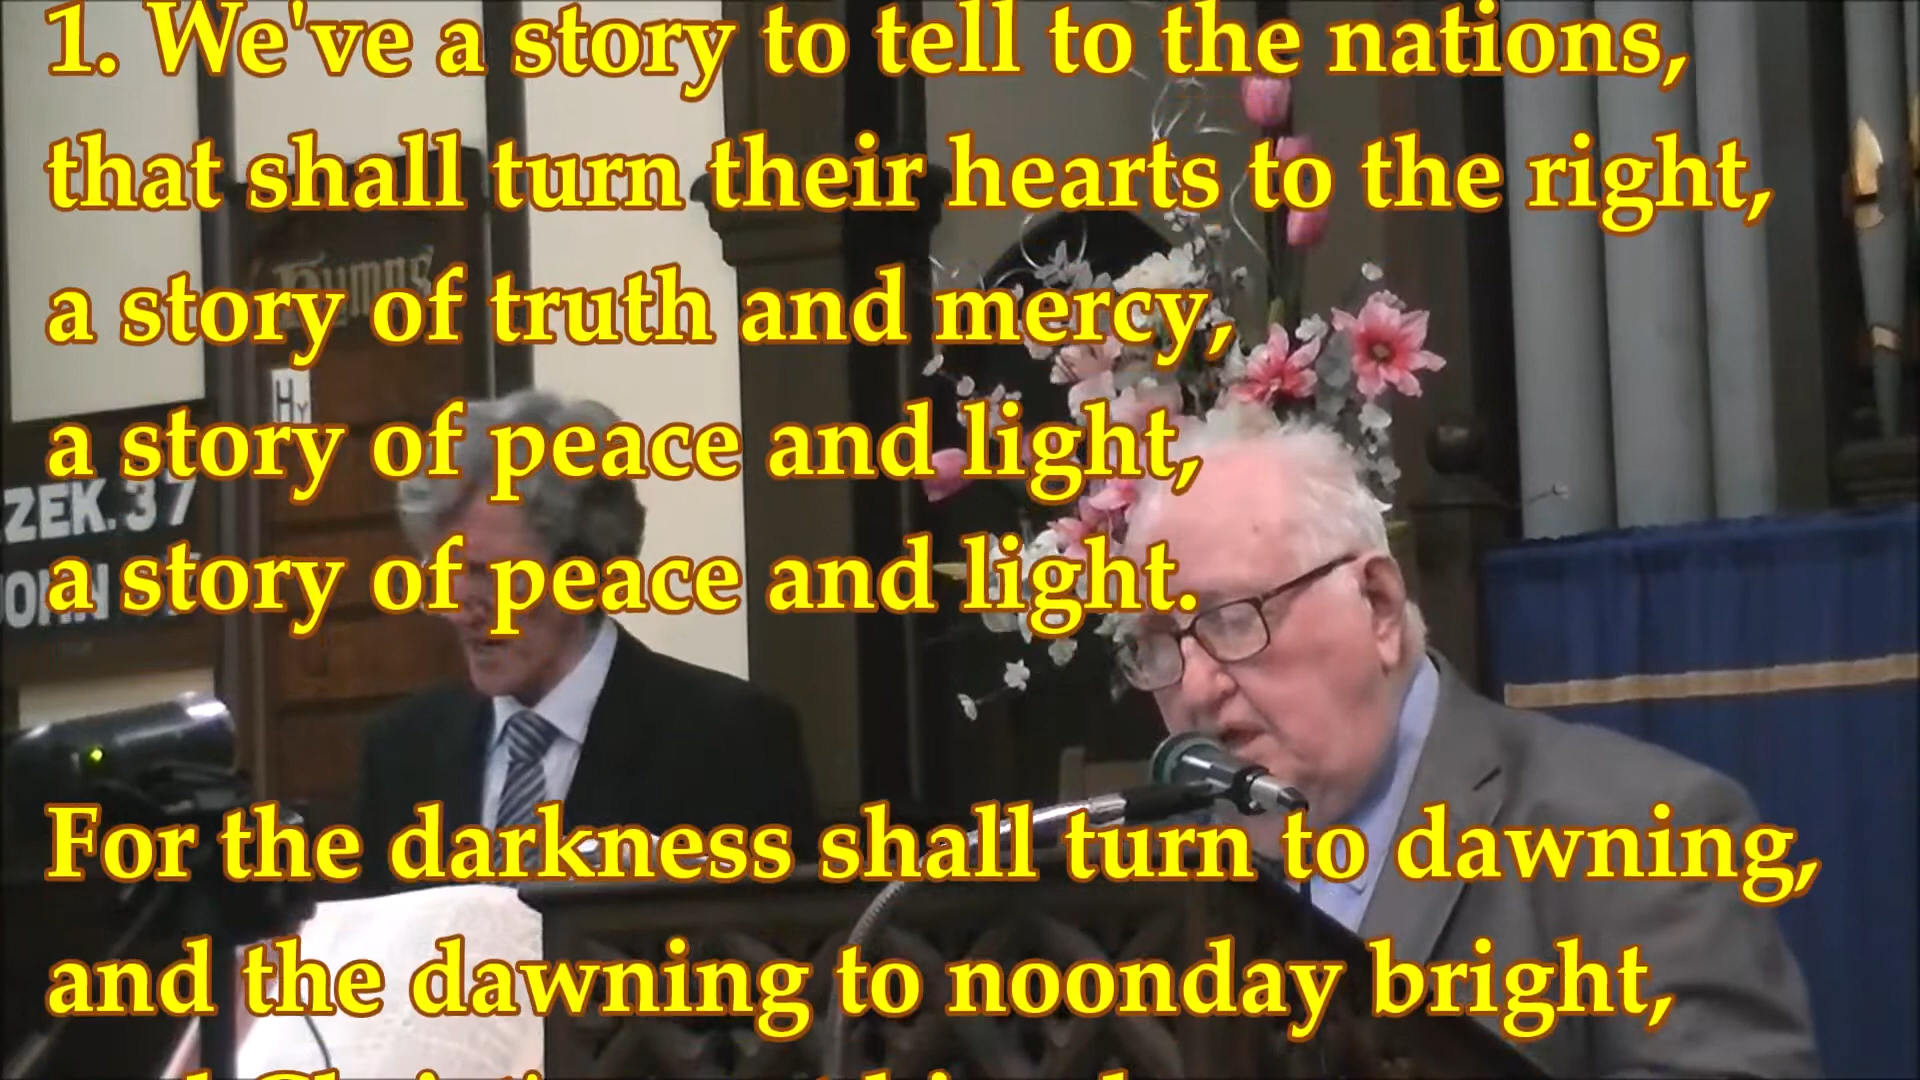 1. We've a story to tell to the nations,
that shall turn their hearts to the right,
a story of truth and mercy,
a story of peace and light,
a story of peace and light.
For the darkness shall turn to dawning,
and the dawning to noonday bright,
Hymns
Hy
ZEK. 37
JOHN